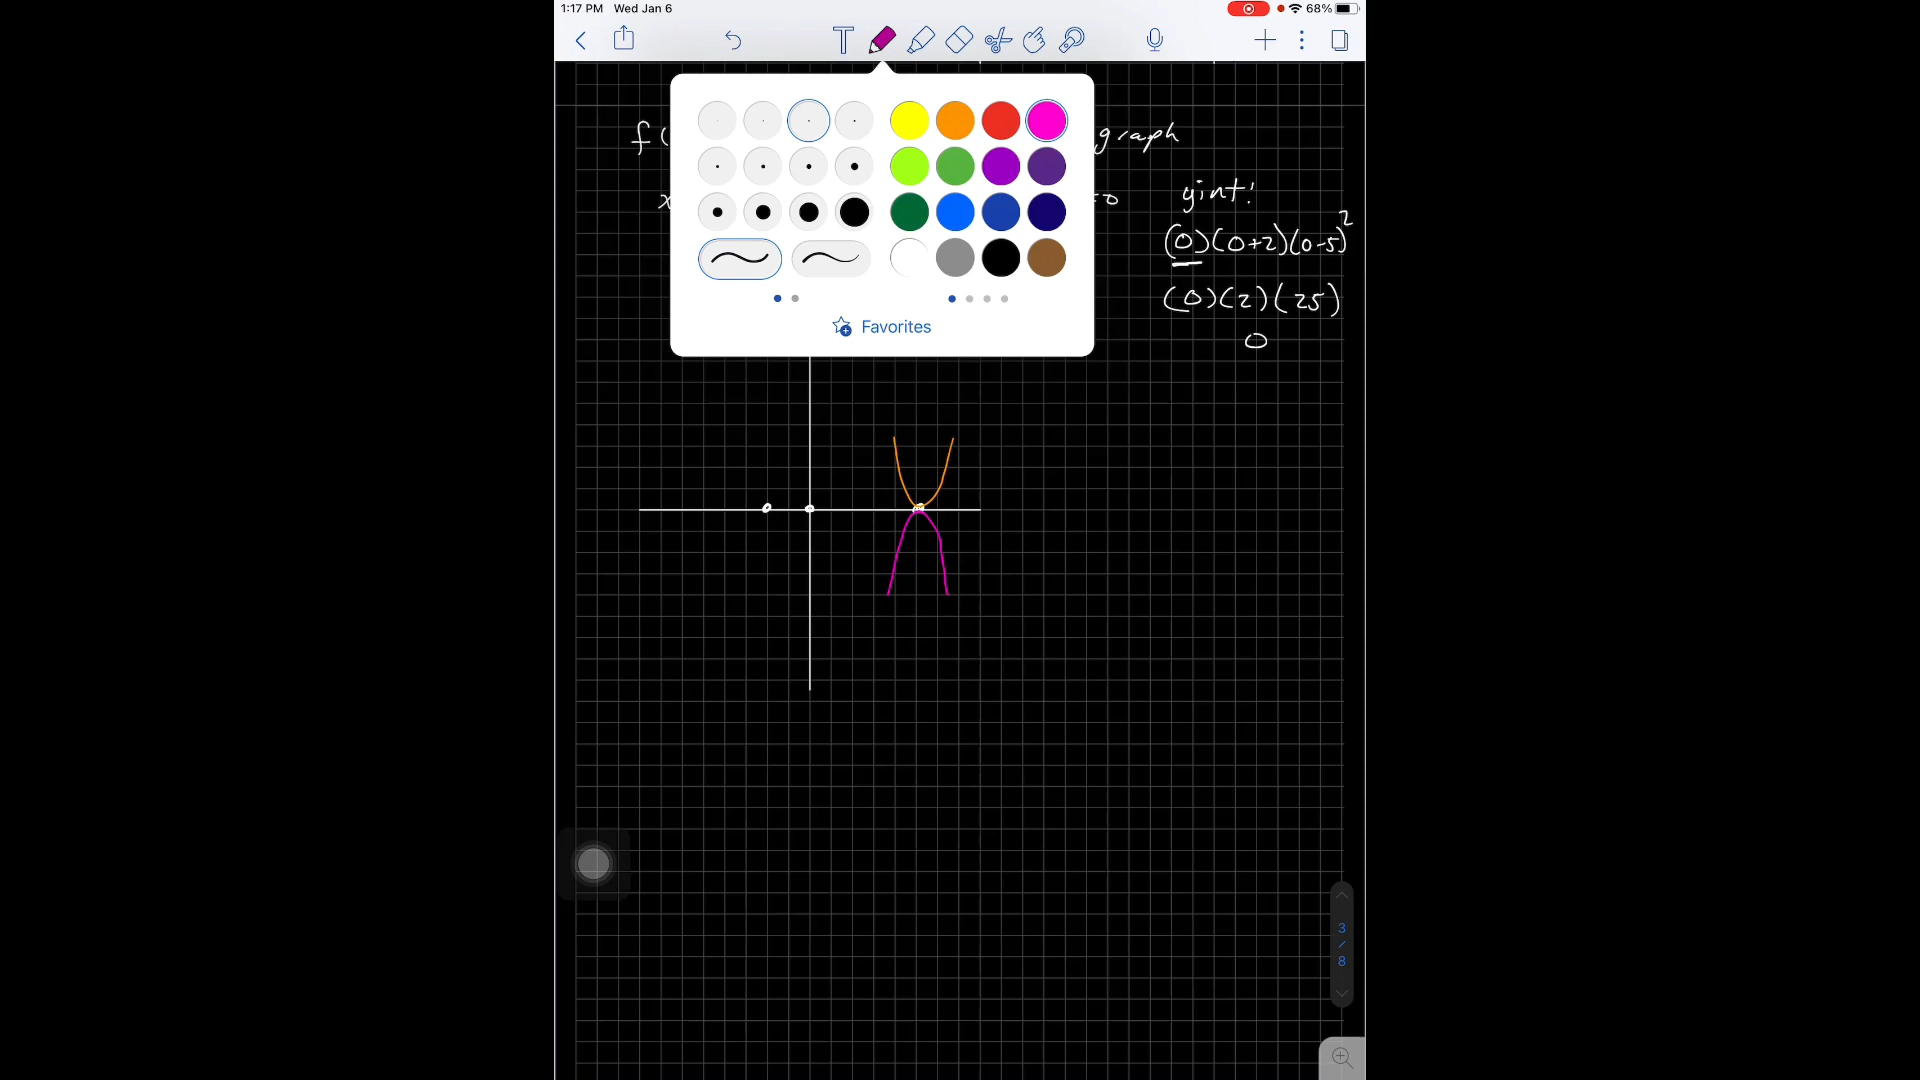 1:17 PM Wed Jan 6 68%
T
f( graph
x =0 yint:
(0)(0+2)(0-5)²
(0)(2)(25)
0
Favorites
3
/
8